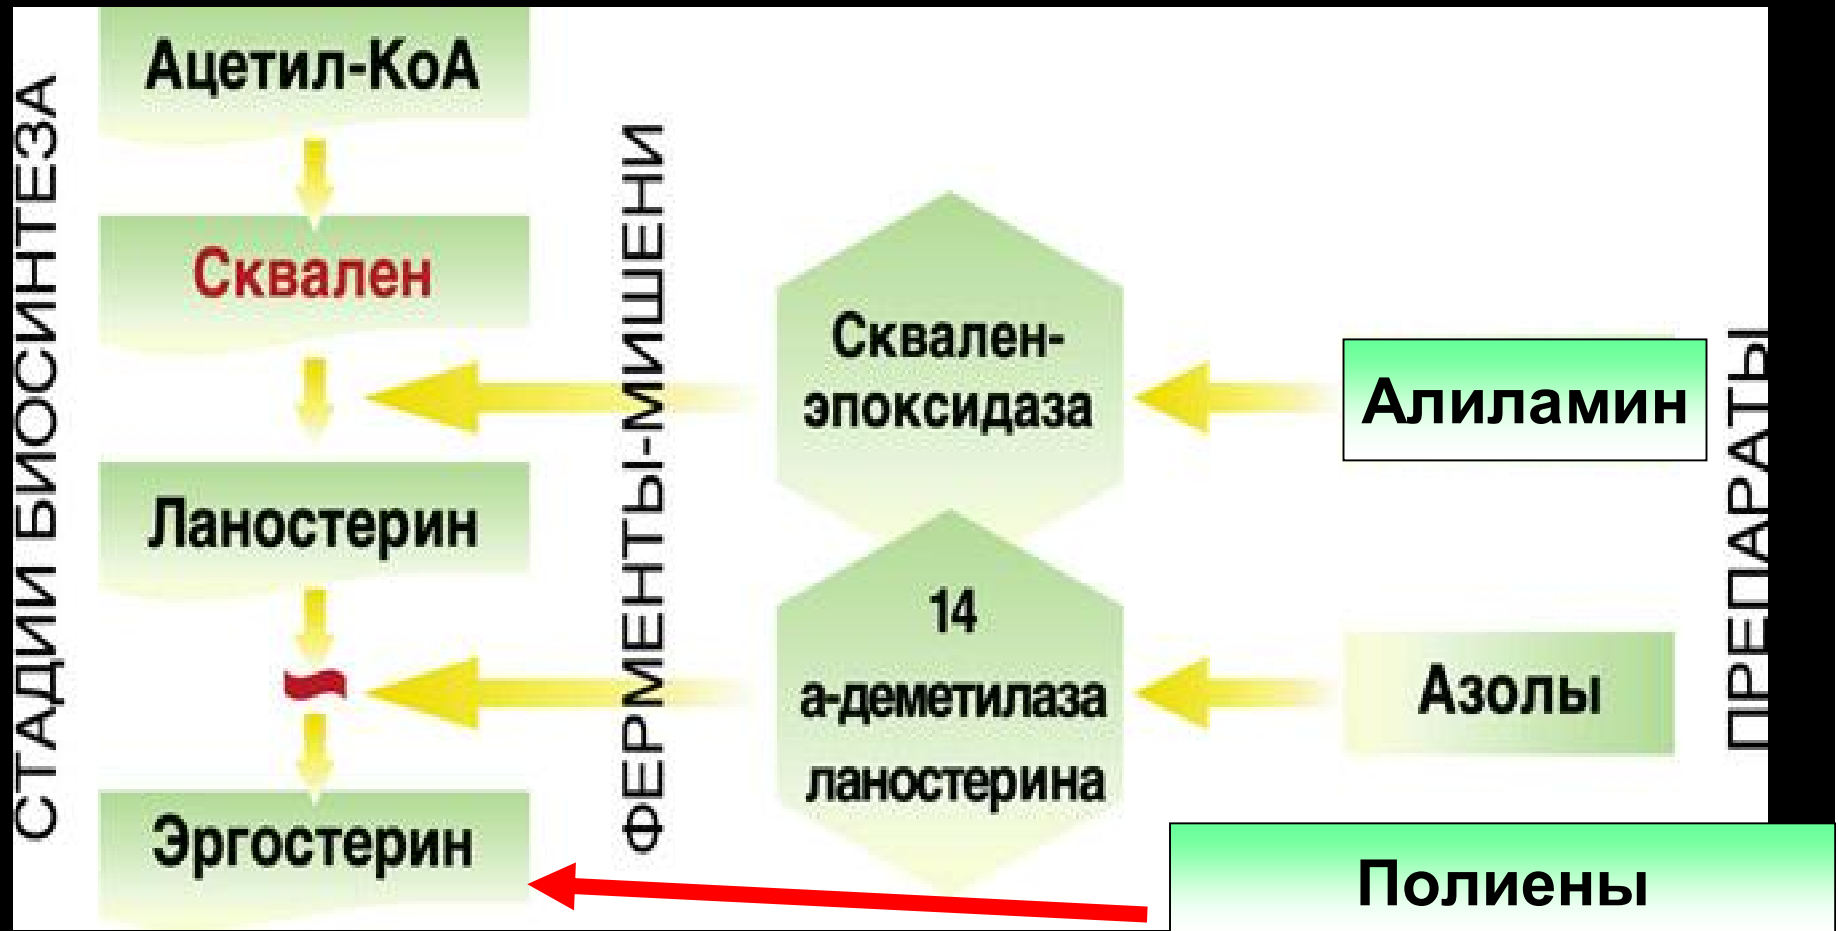 СТАДИИ БИОСИНТЕЗА
Ацетил-КоА
Сквален
Ланостерин
Эргостерин
ФЕРМЕНТЫ-МИШЕНИ
Сквален-
эпоксидаза
14
а-деметилаза
ланостерина
Алиламин
Азолы
Полиены
ПРЕПАРАТЫ